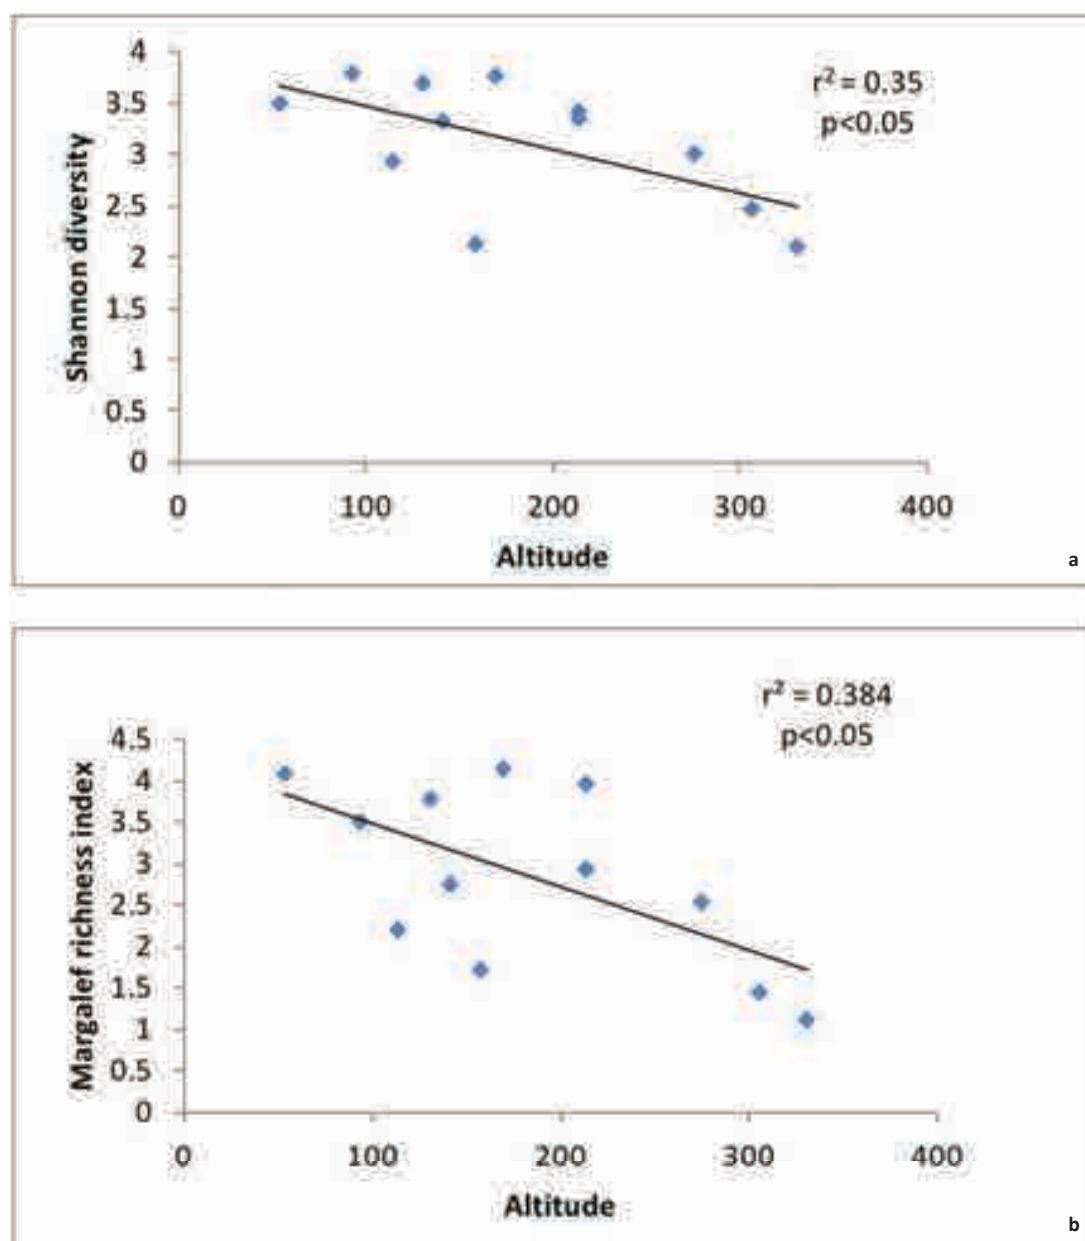 4
3.5
3
2.5
2
1.5
1
0.5
0
Shannon diversity
r² = 0.35
p<0.05
0 100 200 300 400
Altitude
a
4.5
4
3.5
3
2.5
2
1.5
1
0.5
0
Margalef richness index
r² = 0.384
p<0.05
0 100 200 300 400
Altitude
b